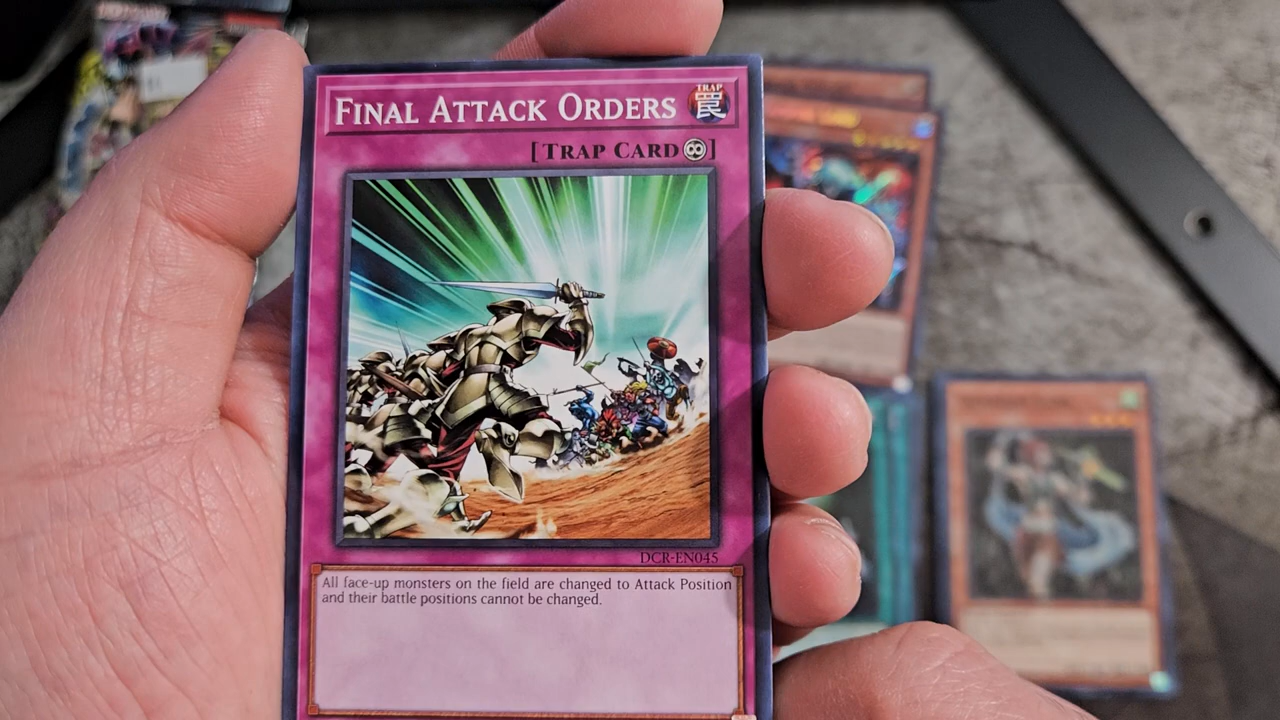 FINAL ATTACK ORDERS
TRAP
罠
[TRAP CARD♾]
DCR-EN045
All face-up monsters on the field are changed to Attack Position
and their battle positions cannot be changed.